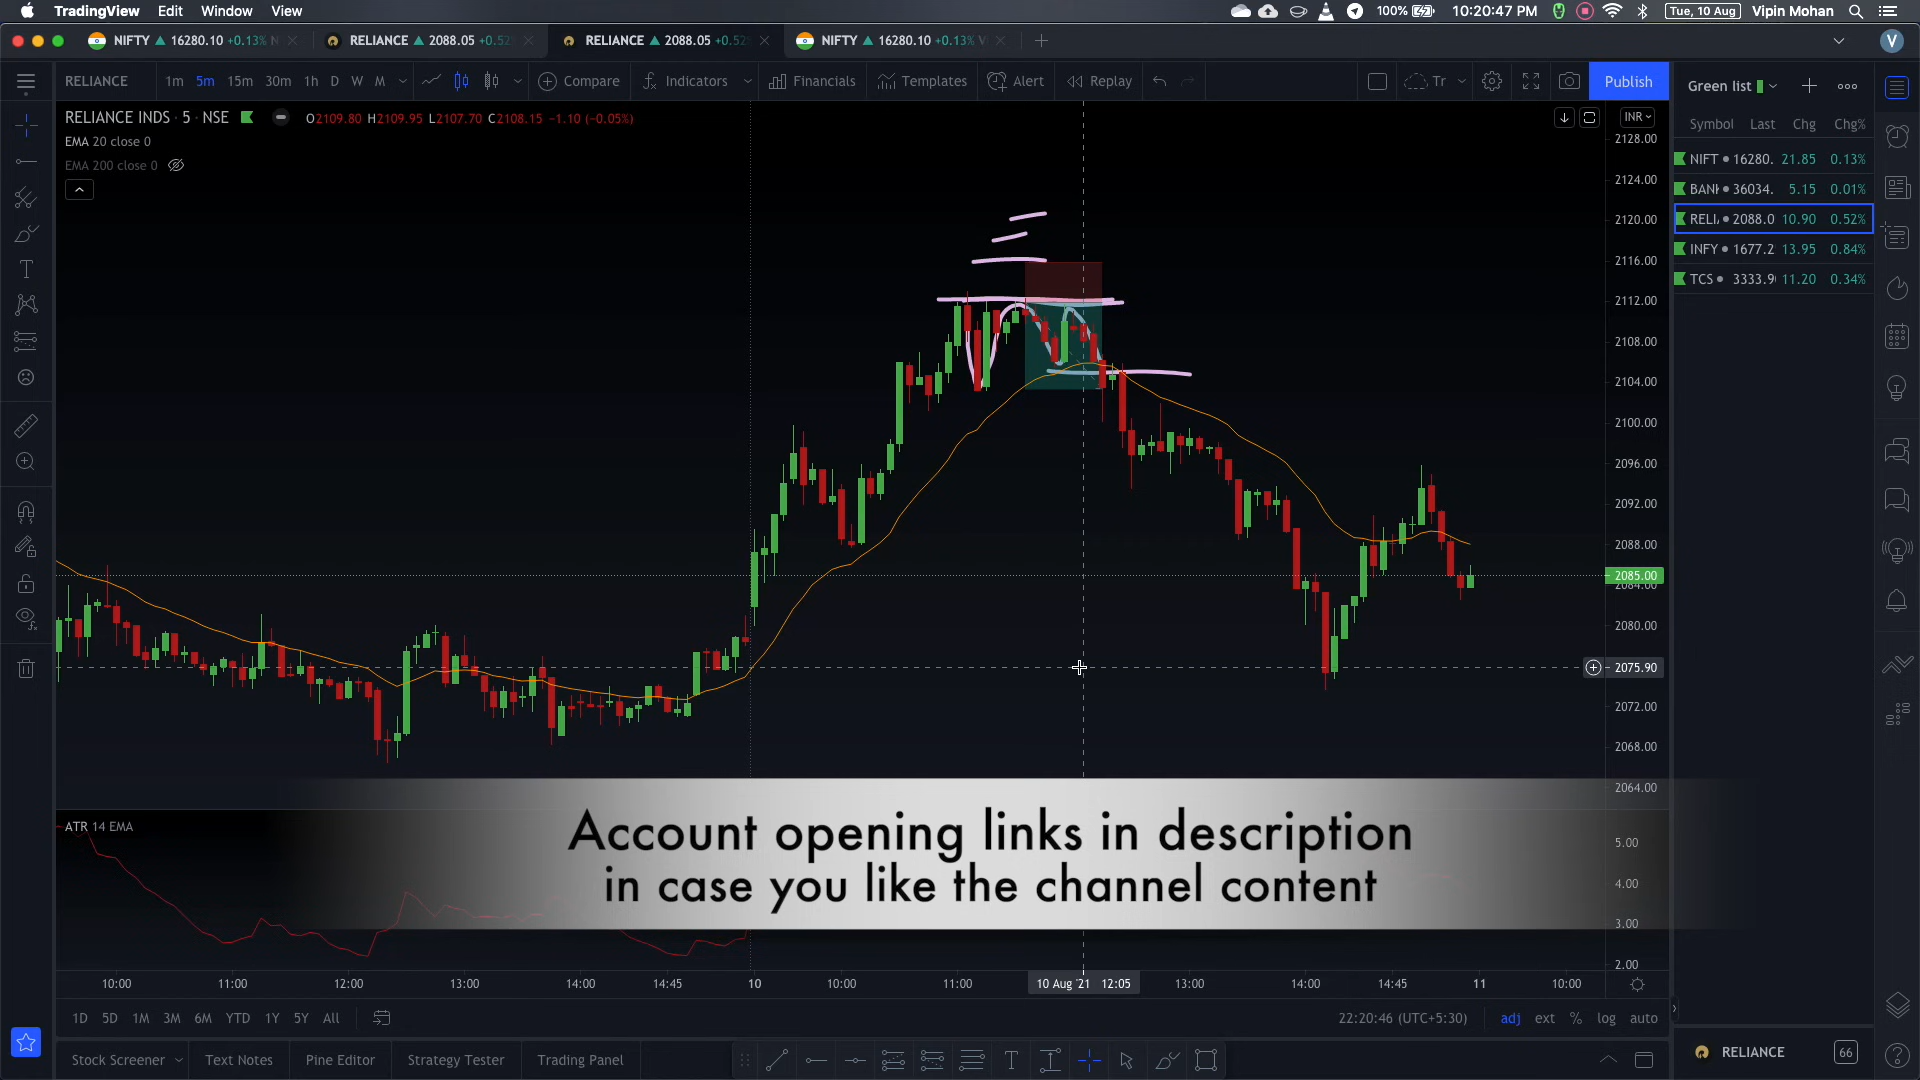 TradingView Edit Window View
100% 10:20:47 PM Tue, 10 Aug Vipin Mohan
NIFTY 16280.10 +0.13%
RELIANCE 2088.05 +0.52
RELIANCE 2088.05 +0.52
NIFTY 16280.10 +0.13%
V
RELIANCE 1m 5m 15m 30m 1h D W M Compare Indicators Financials Templates Alert Replay Tr Publish
RELIANCE INDS · 5 · NSE O2109.80 H2109.95 L2107.70 C2108.15 −1.10 (−0.05%)
EMA 20 close 0
EMA 200 close 0
INR
2128.00
2124.00
2120.00
2116.00
2112.00
2108.00
2104.00
2100.00
2096.00
2092.00
2088.00
2085.00
2084.00
2080.00
2075.90
2072.00
2068.00
2064.00
Green list
Symbol Last Chg Chg%
NIFT 16280. 21.85 0.13%
BANK 36034. 5.15 0.01%
RELI 2088.0 10.90 0.52%
INFY 1677.2 13.95 0.84%
TCS 3333.9 11.20 0.34%
Account opening links in description
in case you like the channel content
ATR 14 EMA
5.00
4.00
3.00
2.00
10:00 11:00 12:00 13:00 14:00 14:45 10 10:00 11:00 10 Aug '21 12:05 13:00 14:00 14:45 11 10:00
1D 5D 1M 3M 6M YTD 1Y 5Y All 22:20:46 (UTC+5:30) adj ext % log auto
Stock Screener Text Notes Pine Editor Strategy Tester Trading Panel
RELIANCE 66